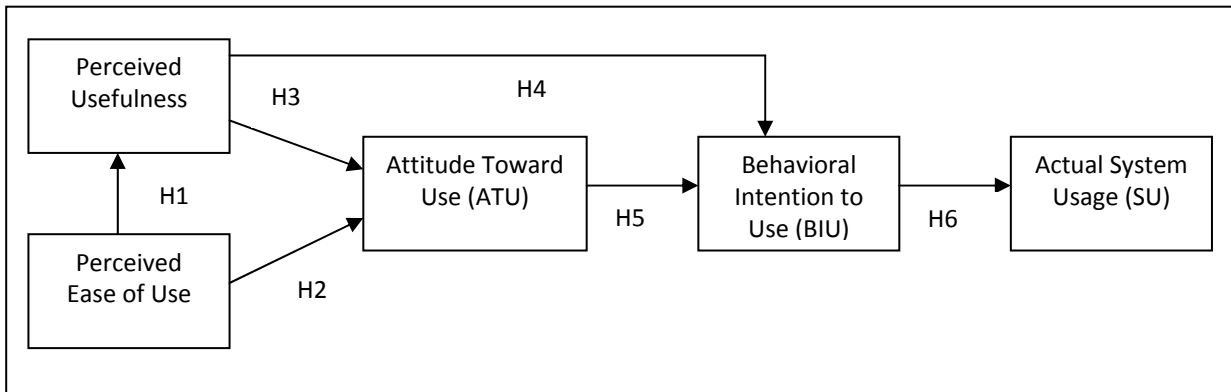 Perceived
Usefulness
H3
H4
Attitude Toward
Use (ATU)
Behavioral
Intention to
Use (BIU)
Actual System
Usage (SU)
H1
H5
H6
Perceived
Ease of Use
H2